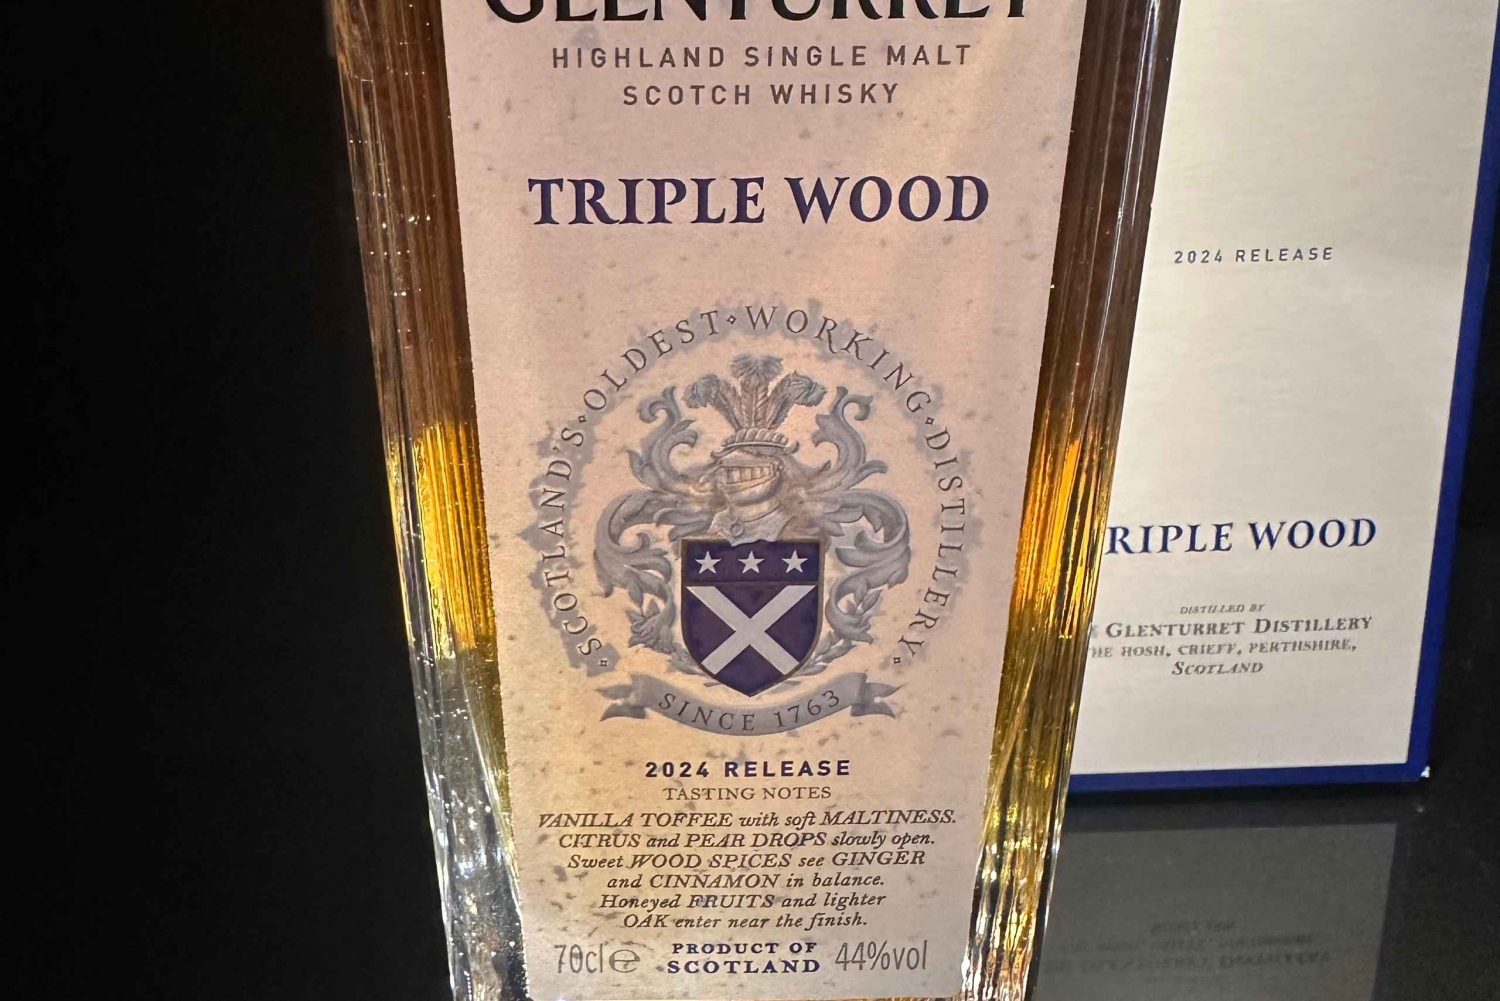 GLENTURRET
HIGHLAND SINGLE MALT
SCOTCH WHISKY
TRIPLE WOOD
SCOTLAND'S · OLDEST · WORKING · DISTILLERY
SINCE 1763
2024 RELEASE
TASTING NOTES
VANILLA TOFFEE with soft MALTINESS.
CITRUS and PEAR DROPS slowly open.
Sweet WOOD SPICES see GINGER
and CINNAMON in balance.
Honeyed FRUITS and lighter
OAK enter near the finish.
70cl ℮ PRODUCT OF SCOTLAND 44%vol
2024 RELEASE
RIPLE WOOD
DISTILLED BY
GLENTURRET DISTILLERY
HE HOSH, CRIEFF, PERTHSHIRE,
SCOTLAND